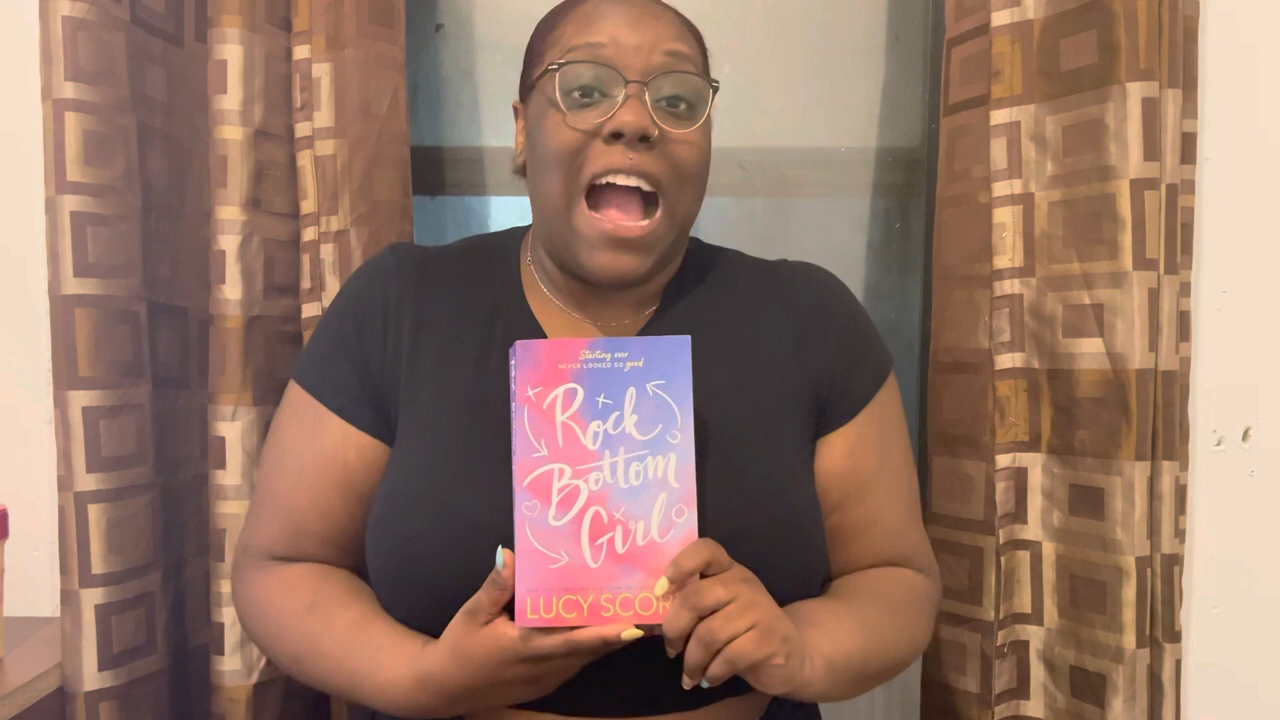 Starting over
NEVER LOOKED SO good
Rock
Bottom
Girl
LUCY SCOR